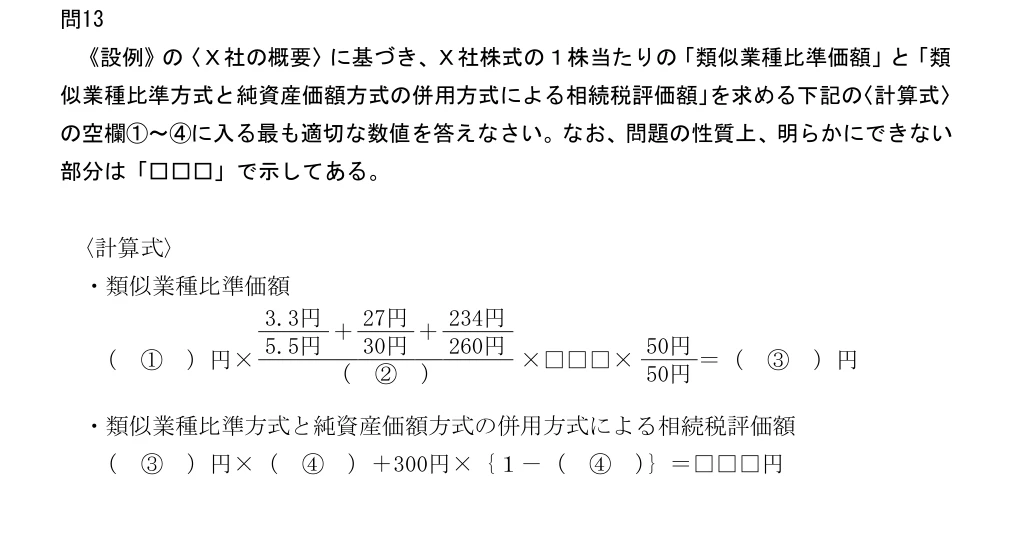 問13
《設例》の〈X社の概要〉に基づき、X社株式の1株当たりの「類似業種比準価額」と「類
似業種比準方式と純資産価額方式の併用方式による相続税評価額」を求める下記の〈計算式〉
の空欄①～④に入る最も適切な数値を答えなさい。なお、問題の性質上、明らかにできない
部分は「□□□」で示してある。
〈計算式〉
・類似業種比準価額
3.3円 + 27円 + 234円
5.5円 30円 260円 50円
( ① )円× ×□□□× =( ③ )円
( ② ) 50円
・類似業種比準方式と純資産価額方式の併用方式による相続税評価額
( ③ )円×( ④ )+300円×{1-( ④ )}=□□□円